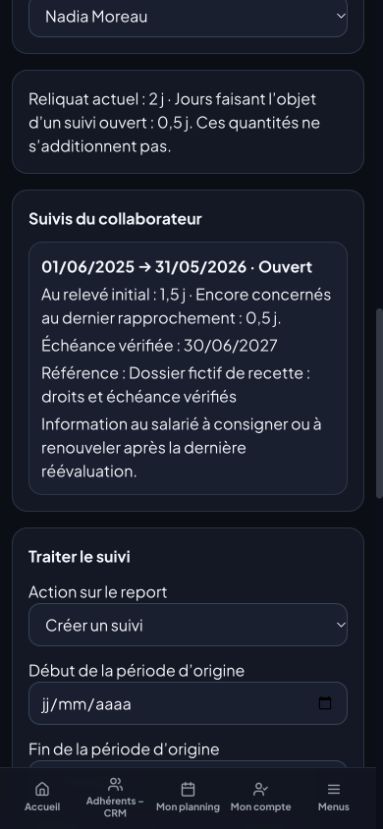 Nadia Moreau
Reliquat actuel : 2 j · Jours faisant l’objet
d’un suivi ouvert : 0,5 j. Ces quantités ne
s’additionnent pas.
Suivis du collaborateur
01/06/2025 → 31/05/2026 · Ouvert
Au relevé initial : 1,5 j · Encore concernés
au dernier rapprochement : 0,5 j.
Échéance vérifiée : 30/06/2027
Référence : Dossier fictif de recette :
droits et échéance vérifiés
Information au salarié à consigner ou à
renouveler après la dernière
réévaluation.
Traiter le suivi
Action sur le report
Créer un suivi
Début de la période d’origine
jj/mm/aaaa
Fin de la période d’origine
Accueil
Adhérents –
CRM
Mon planning
Mon compte
Menus